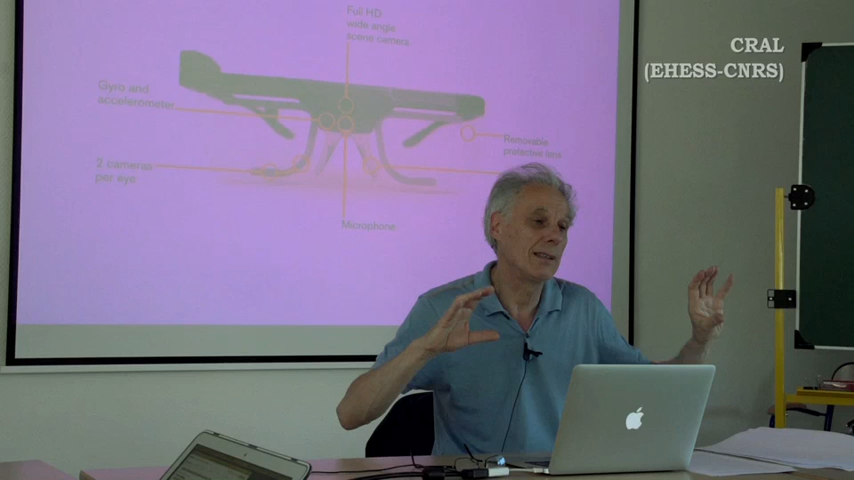 Full HD
wide angle
scene camera
CRAL
(EHESS-CNRS)
Gyro and
accelerometer
Removable
protective lens
2 cameras
per eye
Microphone